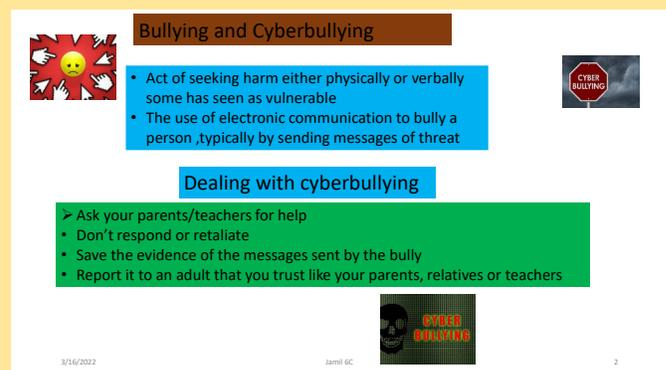 Bullying and Cyberbullying
CYBER
BULLYING
• Act of seeking harm either physically or verbally
some has seen as vulnerable
• The use of electronic communication to bully a
person ,typically by sending messages of threat
Dealing with cyberbullying
➢ Ask your parents/teachers for help
• Don’t respond or retaliate
• Save the evidence of the messages sent by the bully
• Report it to an adult that you trust like your parents, relatives or teachers
CYBER
BULLYING
3/16/2022
Jamil 6C
2